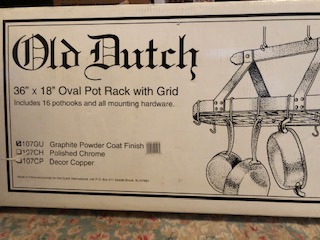 Old Dutch
36" x 18" Oval Pot Rack with Grid
Includes 16 pothooks and all mounting hardware.
107GU Graphite Powder Coat Finish
107CH Polished Chrome
107CP Decor Copper